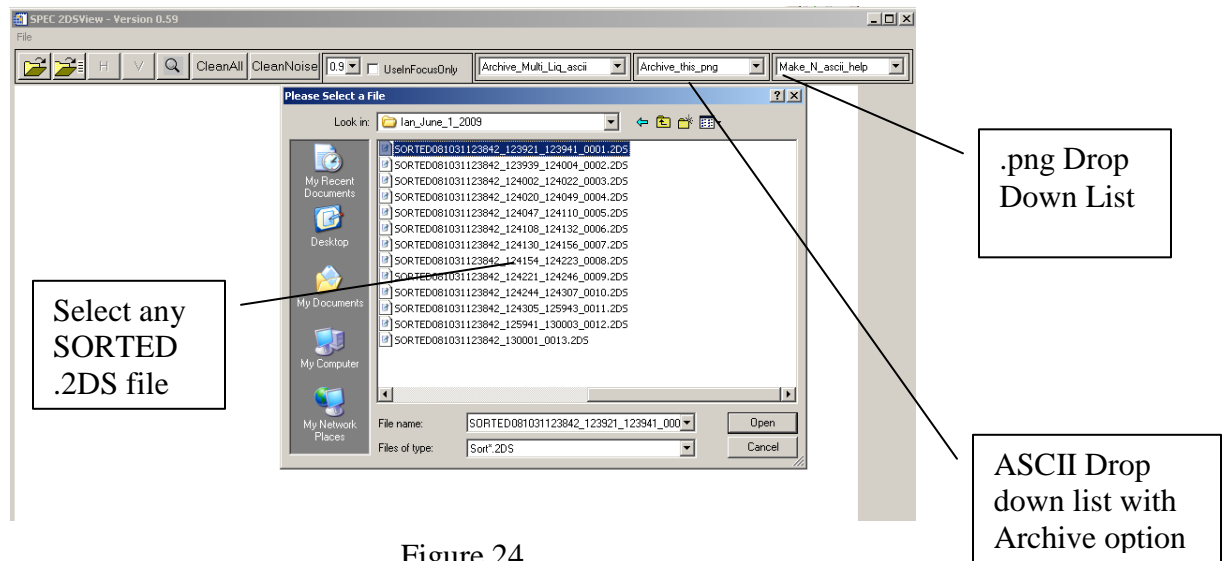 SPEC 2DSView - Version 0.59
File
H V CleanAll CleanNoise 0.9 UseInFocusOnly Archive_Multi_Liq_ascii Archive_this_png Make_N_ascii_help
Please Select a File
Look in: Ian_June_1_2009
SORTED081031123842_123921_123941_0001.2DS
SORTED081031123842_123939_124004_0002.2DS
SORTED081031123842_124002_124022_0003.2DS
SORTED081031123842_124020_124049_0004.2DS
SORTED081031123842_124047_124110_0005.2DS
SORTED081031123842_124108_124132_0006.2DS
SORTED081031123842_124130_124156_0007.2DS
SORTED081031123842_124154_124223_0008.2DS
SORTED081031123842_124221_124246_0009.2DS
SORTED081031123842_124244_124307_0010.2DS
SORTED081031123842_124305_125943_0011.2DS
SORTED081031123842_125941_130003_0012.2DS
SORTED081031123842_130001_0013.2DS
My Recent
Documents
Desktop
My Documents
My Computer
My Network
Places
File name: SORTED081031123842_123921_123941_000 Open
Files of type: Sort*.2DS Cancel
.png Drop
Down List
Select any
SORTED
.2DS file
ASCII Drop
down list with
Archive option
Figure 24